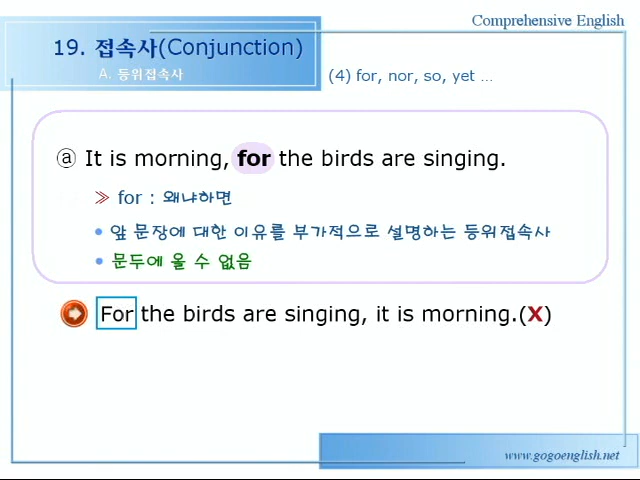 Comprehensive English
19. 접속사(Conjunction)
A. 등위접속사
(4) for, nor, so, yet ...
ⓐ It is morning, for the birds are singing.
≫ for : 왜냐하면
• 앞 문장에 대한 이유를 부가적으로 설명하는 등위접속사
• 문두에 올 수 없음
For the birds are singing, it is morning.(X)
www.gogoenglish.net